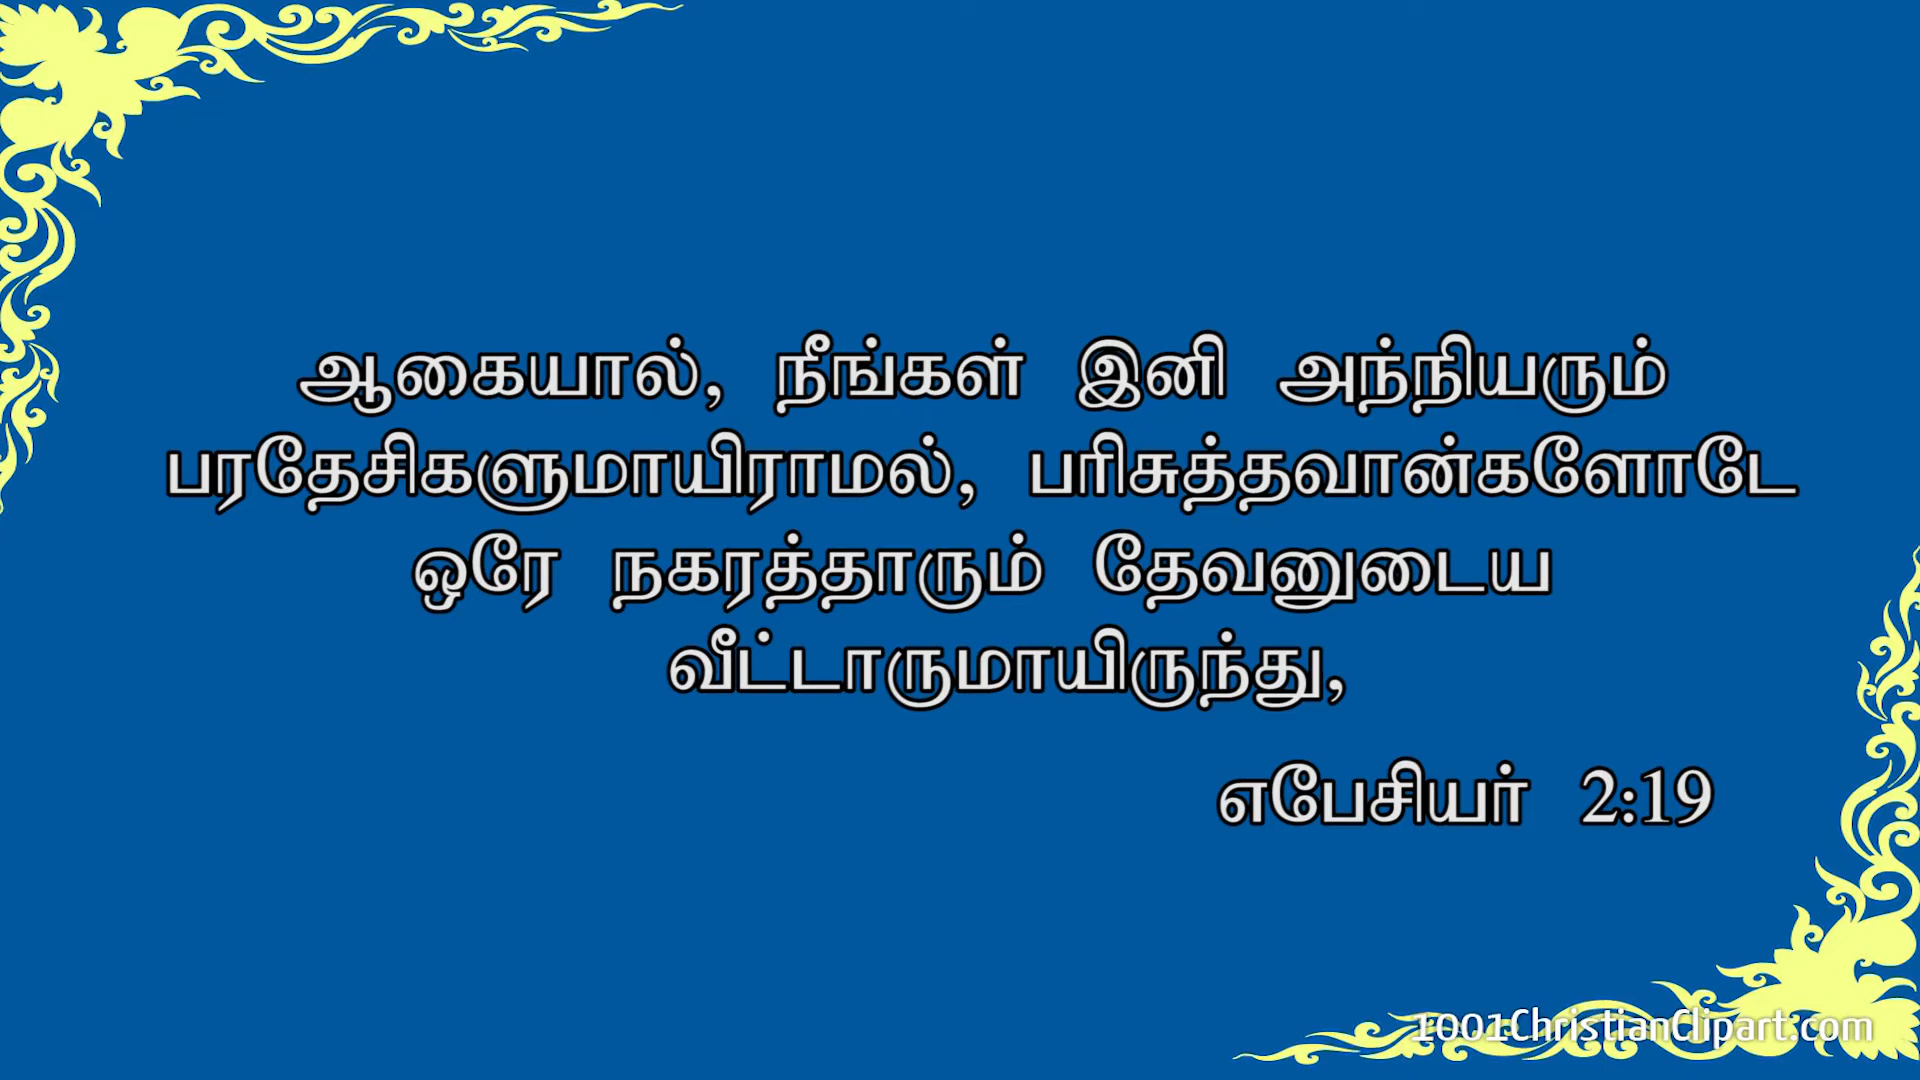 ஆகையால், நீங்கள் இனி அந்நியரும்
பரதேசிகளுமாயிராமல், பரிசுத்தவான்களோடே
ஒரே நகரத்தாரும் தேவனுடைய
வீட்டாருமாயிருந்து,
எபேசியர் 2:19
1001ChristianClipart.com